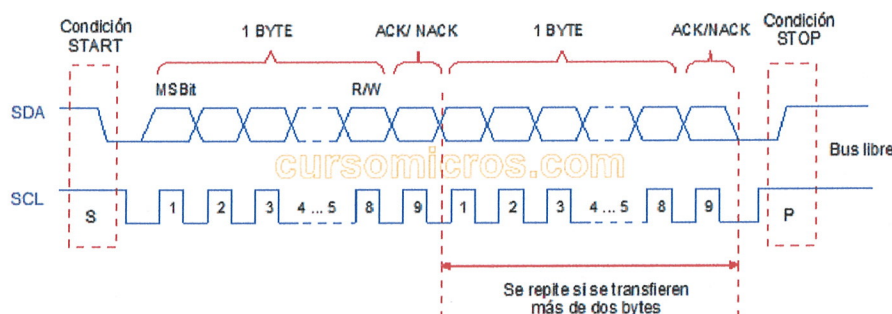 Condición
START
1 BYTE
ACK/ NACK
1 BYTE
ACK/NACK
Condición
STOP
MSBit
R/W
SDA
Bus libre
cursomicros.com
SCL
S
1
2
3
4 ... 5
8
9
1
2
3
4 ... 5
8
9
P
Se repite si se transfieren
más de dos bytes